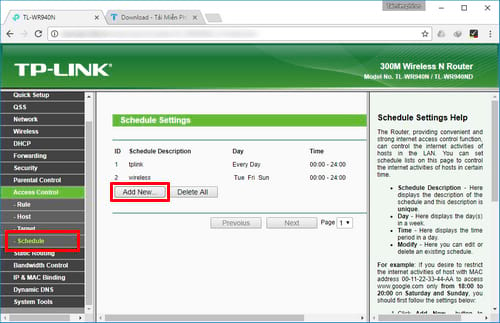 TL-WR940N
Download - Tải Miễn Ph
TP-LINK®
300M Wireless N Router
Model No. TL-WR940N / TL-WR940ND
Quick Setup
QSS
Network
Wireless
DHCP
Forwarding
Security
Parental Control
Access Control
- Rule
- Host
- Target
- Schedule
Static Routing
Bandwidth Control
IP & MAC Binding
Dynamic DNS
System Tools
Schedule Settings
ID Schedule Description Day Time
1 tplink Every Day 00:00 - 24:00
2 wireless Tue Fri Sun 00:00 - 24:00
Add New... Delete All
Previous Next Page 1
Schedule Settings Help
The Router, providing convenient and
strong internet access control function,
can control the internet activities of
hosts in the LAN. You can set
schedule lists on this page to control
the internet activities of hosts in certain
time.
• Schedule Description - Here
displays the description of the
schedule and this description is
unique.
• Day - Here displays the day(s)
in a week.
• Time - Here displays the time
period in a day.
• Modify - Here you can edit or
delete an existing schedule.
For example: If you desire to restrict
the internet activities of host with MAC
address 00-11-22-33-44-AA to access
www.google.com only from 18:00 to
20:00 on Saturday and Sunday, you
should first follow the settings below:
1. Click Add New... button to